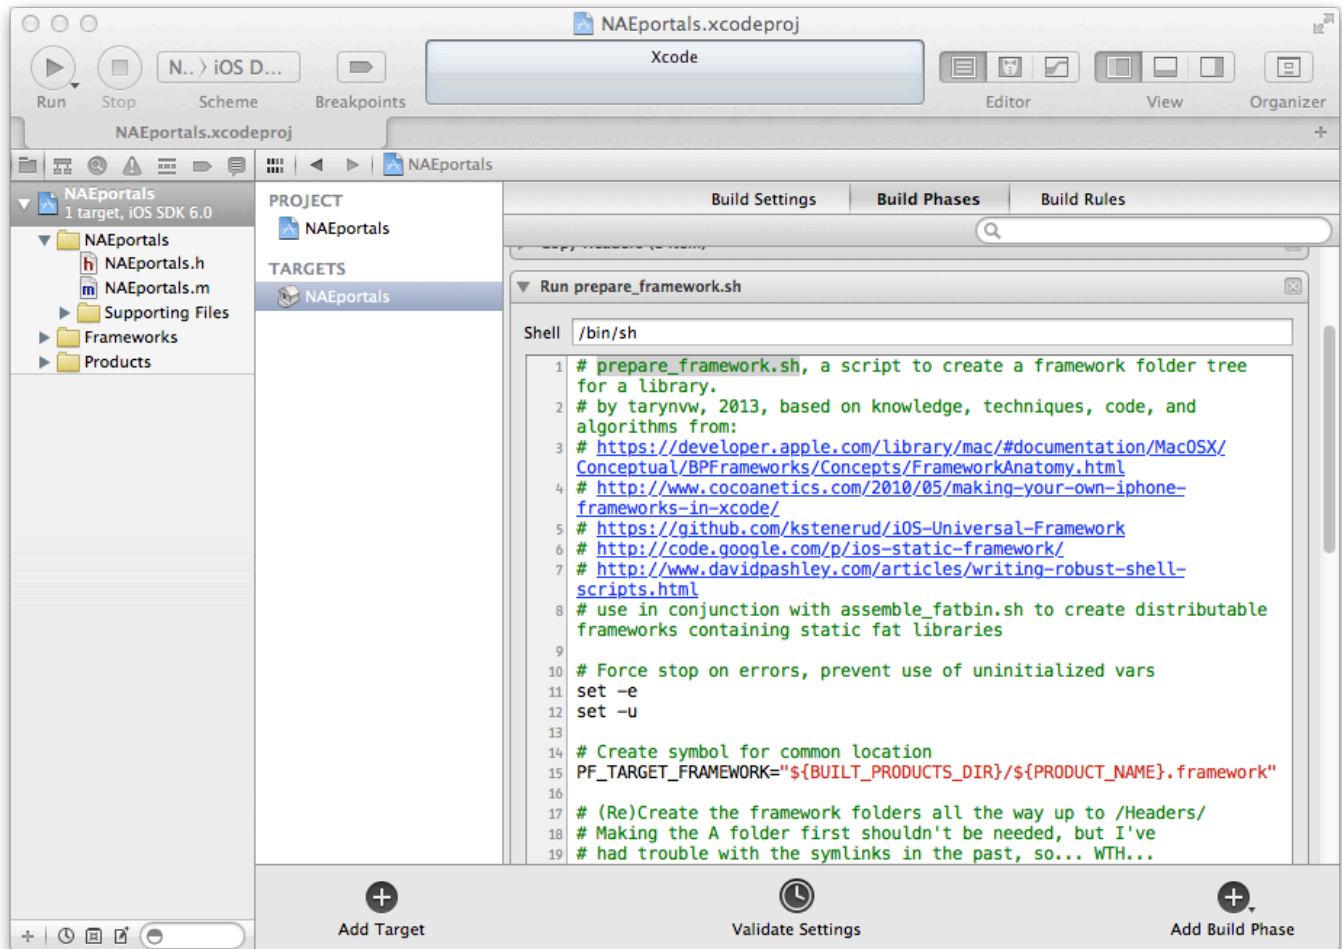 NAEportals.xcodeproj
N.. › iOS D...
Xcode
Run
Stop
Scheme
Breakpoints
Editor
View
Organizer
NAEportals.xcodeproj
NAEportals
NAEportals
1 target, iOS SDK 6.0
NAEportals
NAEportals.h
NAEportals.m
Supporting Files
Frameworks
Products
PROJECT
NAEportals
TARGETS
NAEportals
Build Settings
Build Phases
Build Rules
Run prepare_framework.sh
Shell /bin/sh
1 # prepare_framework.sh, a script to create a framework folder tree
for a library.
2 # by tarynvw, 2013, based on knowledge, techniques, code, and
algorithms from:
3 # https://developer.apple.com/library/mac/#documentation/MacOSX/
Conceptual/BPFrameworks/Concepts/FrameworkAnatomy.html
4 # http://www.cocoanetics.com/2010/05/making-your-own-iphone-
frameworks-in-xcode/
5 # https://github.com/kstenerud/iOS-Universal-Framework
6 # http://code.google.com/p/ios-static-framework/
7 # http://www.davidpashley.com/articles/writing-robust-shell-
scripts.html
8 # use in conjunction with assemble_fatbin.sh to create distributable
frameworks containing static fat libraries
9
10 # Force stop on errors, prevent use of uninitialized vars
11 set -e
12 set -u
13
14 # Create symbol for common location
15 PF_TARGET_FRAMEWORK="${BUILT_PRODUCTS_DIR}/${PRODUCT_NAME}.framework"
16
17 # (Re)Create the framework folders all the way up to /Headers/
18 # Making the A folder first shouldn't be needed, but I've
19 # had trouble with the symlinks in the past, so... WTH...
Add Target
Validate Settings
Add Build Phase